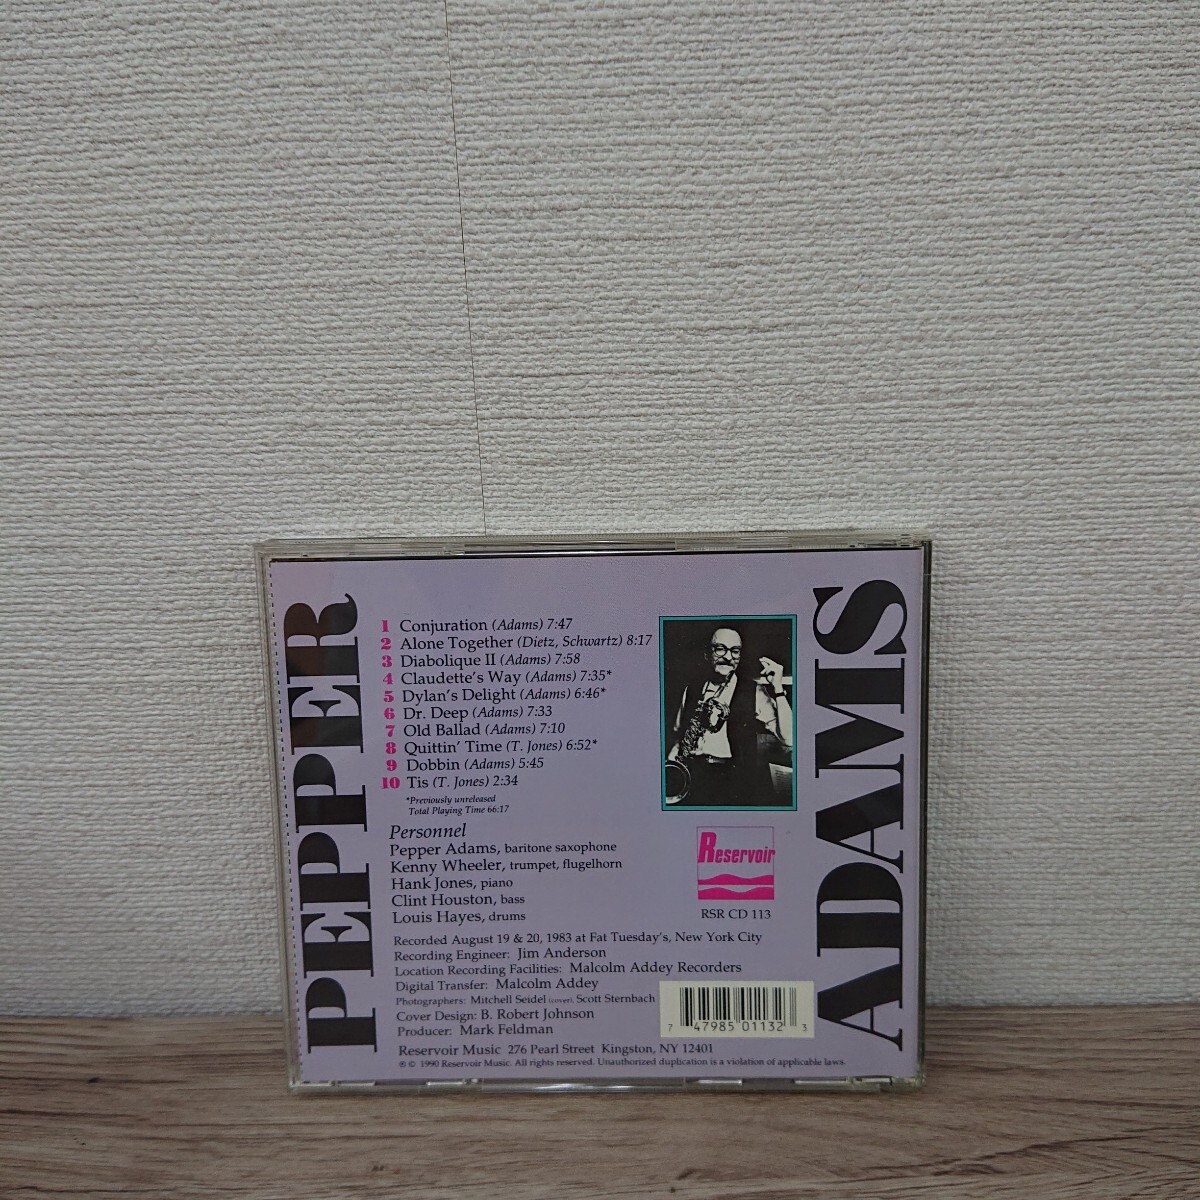 PEPPER
1 Conjuration (Adams) 7:47
2 Alone Together (Dietz, Schwartz) 8:17
3 Diabolique II (Adams) 7:58
4 Claudette's Way (Adams) 7:35*
5 Dylan's Delight (Adams) 6:46*
6 Dr. Deep (Adams) 7:33
7 Old Ballad (Adams) 7:10
8 Quittin' Time (T. Jones) 6:52*
9 Dobbin (Adams) 5:45
10 Tis (T. Jones) 2:34
*Previously unreleased
Total Playing Time 66:17
Personnel
Pepper Adams, baritone saxophone
Kenny Wheeler, trumpet, flugelhorn
Hank Jones, piano
Clint Houston, bass
Louis Hayes, drums
Recorded August 19 & 20, 1983 at Fat Tuesday's, New York City
Recording Engineer: Jim Anderson
Location Recording Facilities: Malcolm Addey Recorders
Digital Transfer: Malcolm Addey
Photographers: Mitchell Seidel (cover) Scott Sternbach
Cover Design: B. Robert Johnson
Producer: Mark Feldman
Reservoir Music 276 Pearl Street Kingston, NY 12401
℗ © 1990 Reservoir Music. All rights reserved. Unauthorized duplication is a violation of applicable laws.
Reservoir
RSR CD 113
7 47985 01132 3
ADAMS